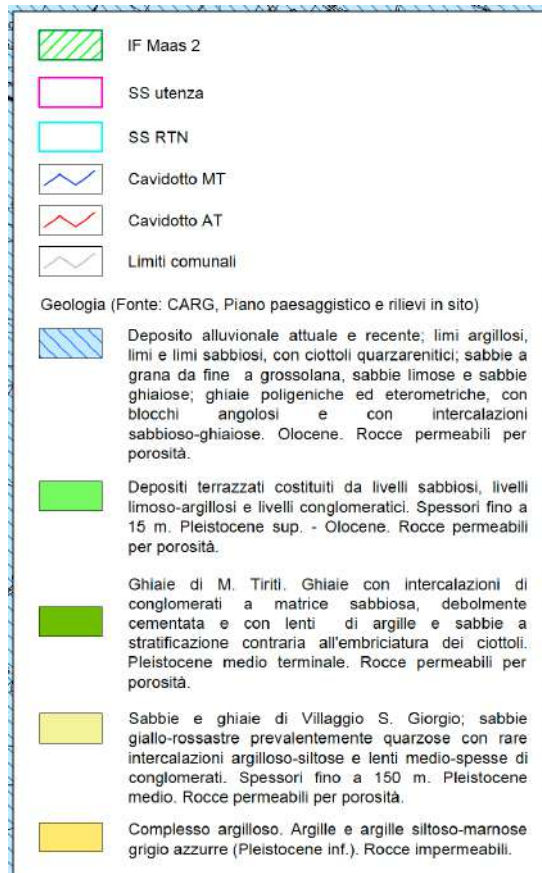 IF Maas 2
SS utenza
SS RTN
Cavidotto MT
Cavidotto AT
Limiti comunali
Geologia (Fonte: CARG, Piano paesaggistico e rilievi in sito)
Deposito alluvionale attuale e recente; limi argillosi,
limi e limi sabbiosi, con ciottoli quarzarenitici; sabbie a
grana da fine a grossolana, sabbie limose e sabbie
ghiaiose; ghiaie poligeniche ed eterometriche, con
blocchi angolosi e con intercalazioni
sabbioso-ghiaiose. Olocene. Rocce permeabili per
porosità.
Depositi terrazzati costituiti da livelli sabbiosi, livelli
limoso-argillosi e livelli conglomeratici. Spessori fino a
15 m. Pleistocene sup. - Olocene. Rocce permeabili
per porosità.
Ghiaie di M. Tiriti. Ghiaie con intercalazioni di
conglomerati a matrice sabbiosa, debolmente
cementata e con lenti di argille e sabbie a
stratificazione contraria all'embriciatura dei ciottoli.
Pleistocene medio terminale. Rocce permeabili per
porosità.
Sabbie e ghiaie di Villaggio S. Giorgio; sabbie
giallo-rossastre prevalentemente quarzose con rare
intercalazioni argilloso-siltose e lenti medio-spesse di
conglomerati. Spessori fino a 150 m. Pleistocene
medio. Rocce permeabili per porosità.
Complesso argilloso. Argille e argille siltoso-marnose
grigio azzurre (Pleistocene inf.). Rocce impermeabili.